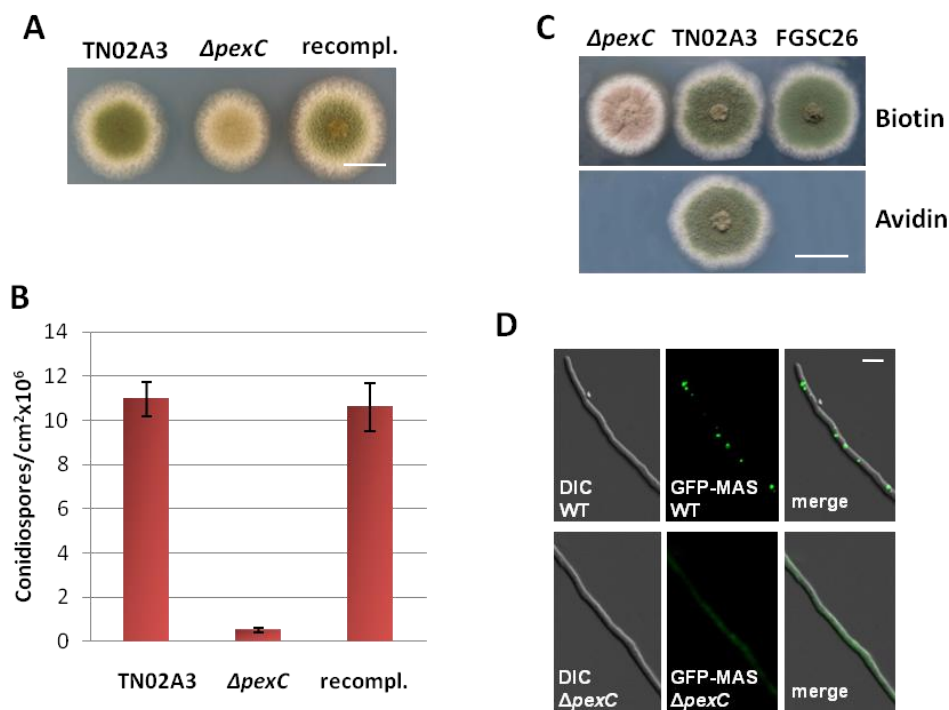 A
TN02A3 ΔpexC recompl.
B
Conidiospores/cm²x10⁶
14
12
10
8
6
4
2
0
TN02A3 ΔpexC recompl.
C
ΔpexC TN02A3 FGSC26
Biotin
Avidin
D
DIC
WT
GFP-MAS
WT
merge
DIC
ΔpexC
GFP-MAS
ΔpexC
merge